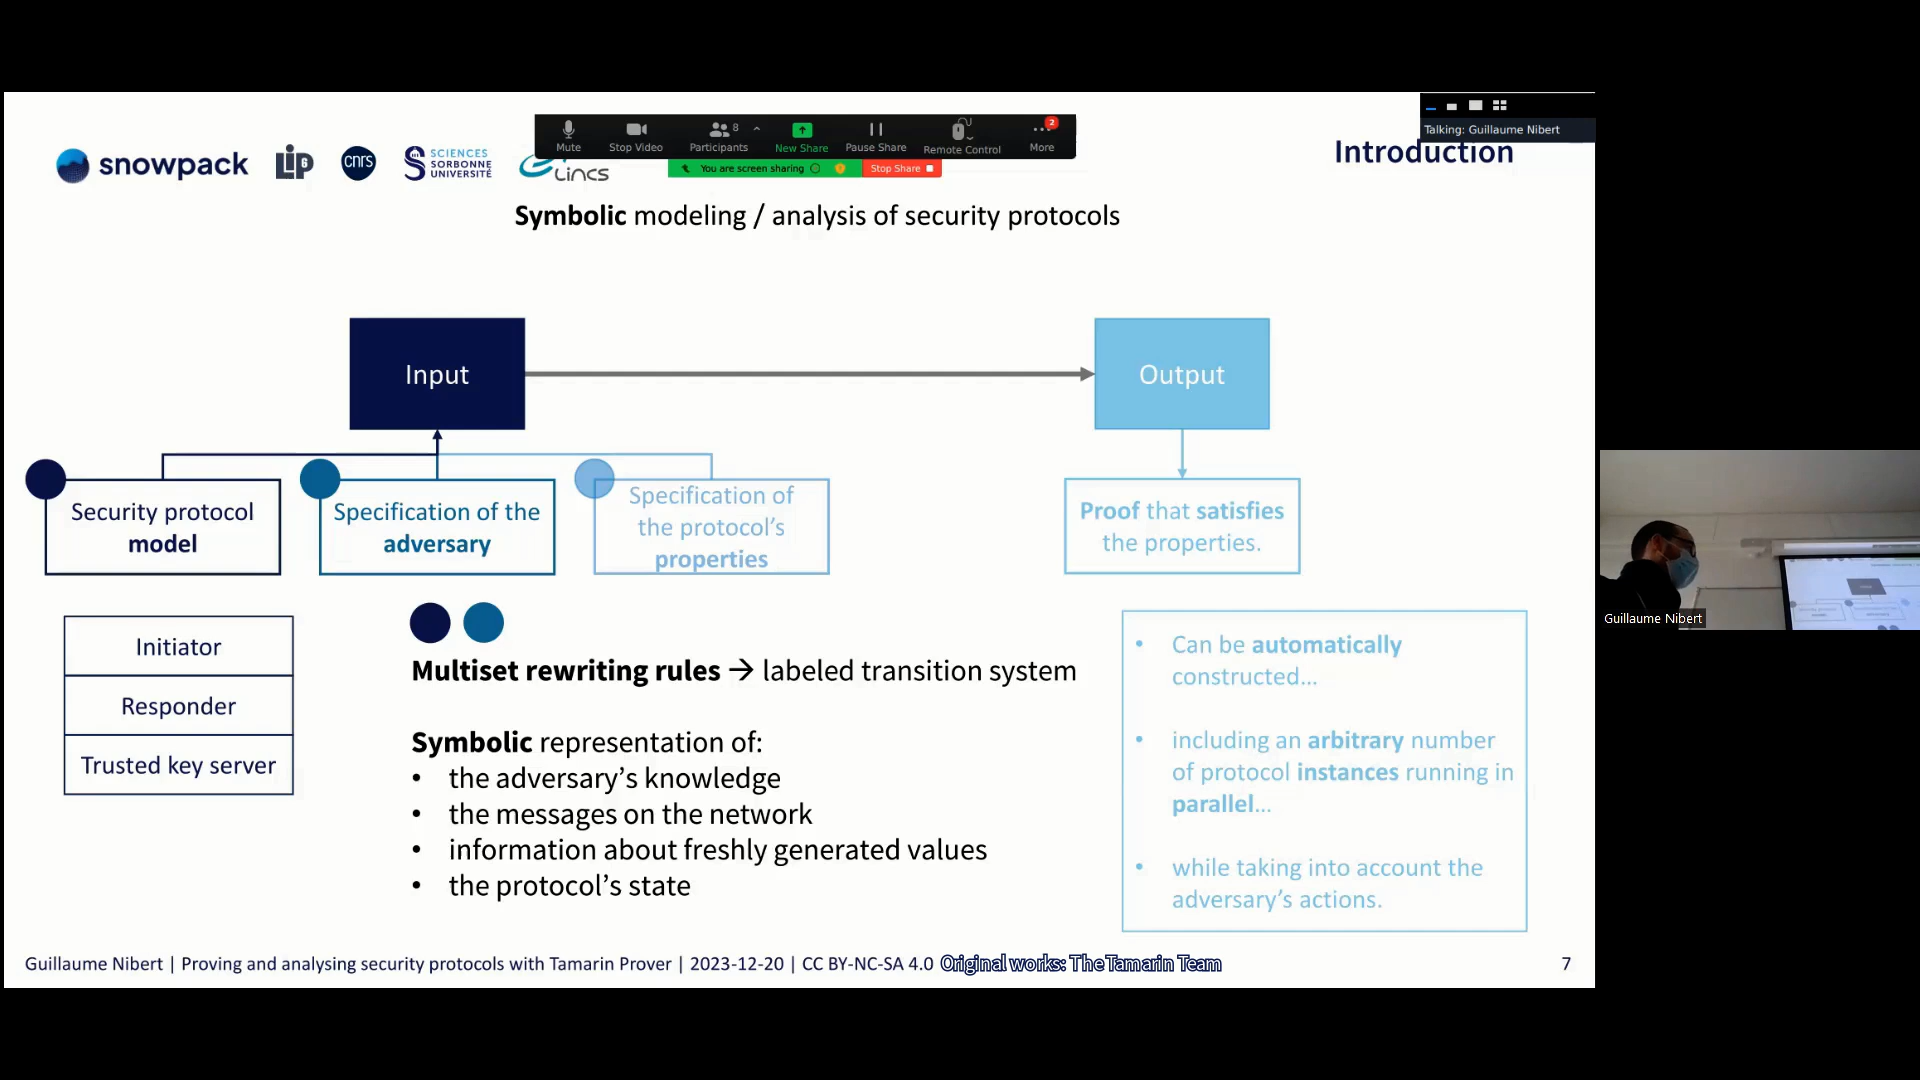 Talking: Guillaume Nibert
Mute
Stop Video
Participants
8
New Share
Pause Share
Remote Control
More
2
You are screen sharing
Stop Share
snowpack
LIP6
cnrs
SCIENCES
SORBONNE
UNIVERSITÉ
LINCS
Introduction
Symbolic modeling / analysis of security protocols
Input
Output
Security protocol
model
Specification of the
adversary
Specification of
the protocol’s
properties
Proof that satisfies
the properties.
Initiator
Responder
Trusted key server
Multiset rewriting rules → labeled transition system
Symbolic representation of:
• the adversary’s knowledge
• the messages on the network
• information about freshly generated values
• the protocol’s state
• Can be automatically
constructed...
• including an arbitrary number
of protocol instances running in
parallel...
• while taking into account the
adversary’s actions.
Guillaume Nibert
Guillaume Nibert | Proving and analysing security protocols with Tamarin Prover | 2023-12-20 | CC BY-NC-SA 4.0 Original works: The Tamarin Team
7